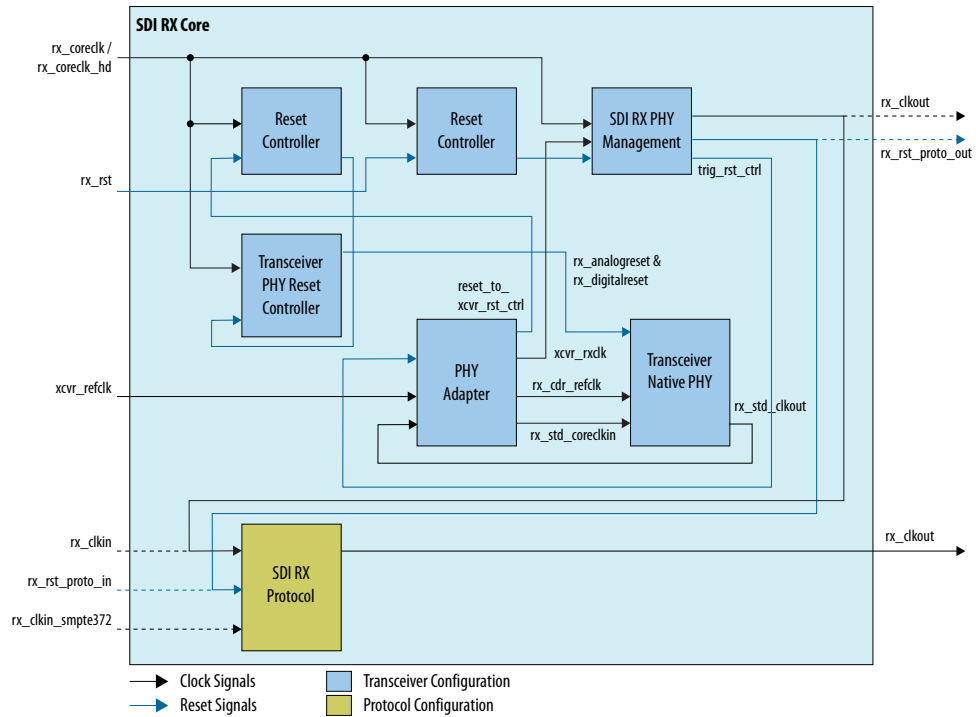 SDI RX Core
rx_coreclk /
rx_coreclk_hd
Reset
Controller
Reset
Controller
SDI RX PHY
Management
rx_clkout
rx_rst_proto_out
rx_rst
trig_rst_ctrl
Transceiver
PHY Reset
Controller
rx_analogreset &
rx_digitalreset
reset_to_
xcvr_rst_ctrl
PHY
Adapter
xcvr_rxclk
Transceiver
Native PHY
xcvr_refclk
rx_cdr_refclk
rx_std_clkout
rx_std_coreclkin
rx_clkin
rx_clkout
SDI RX
Protocol
rx_rst_proto_in
rx_clkin_smpte372
Clock Signals
Transceiver Configuration
Reset Signals
Protocol Configuration